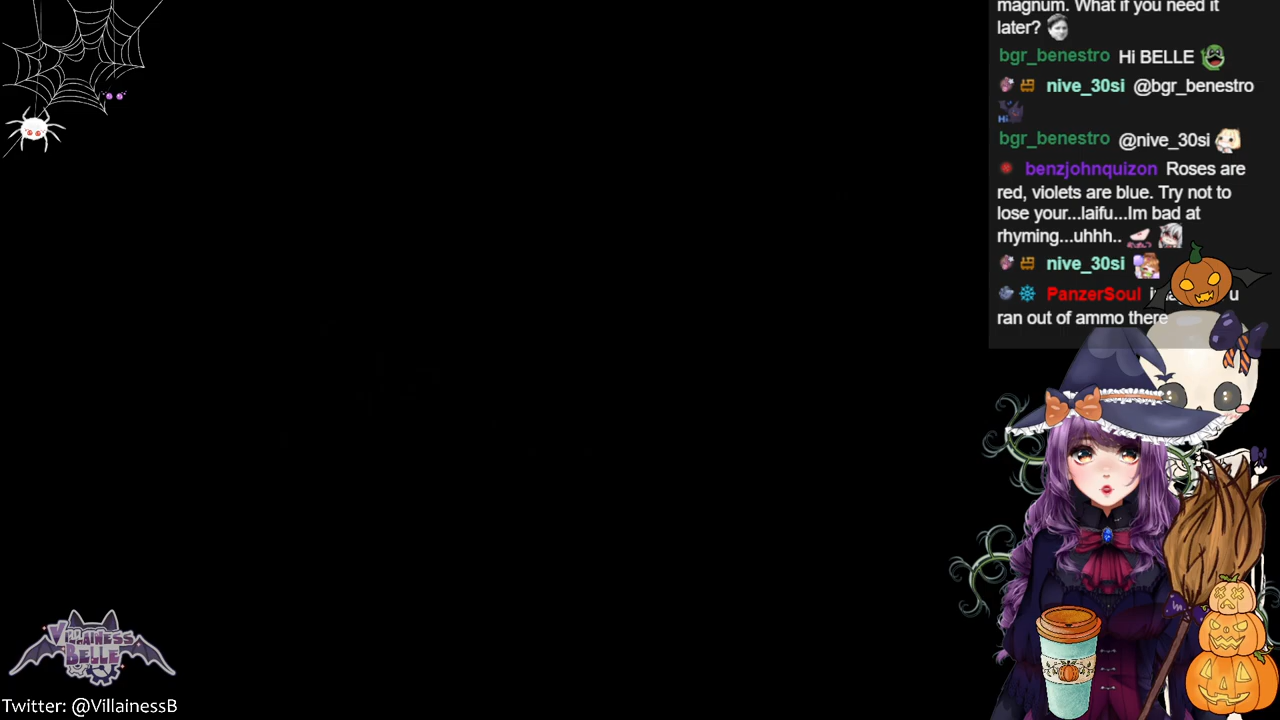 magnum. What if you need it
later?
bgr_benestro Hi BELLE
nive_30si @bgr_benestro
Hi
bgr_benestro @nive_30si
benzjohnquizon Roses are
red, violets are blue. Try not to
lose your...laifu...Im bad at
rhyming...uhhh..
nive_30si
PanzerSoul u
ran out of ammo there
VILLAINESS
BELLE
Twitter: @VillainessB